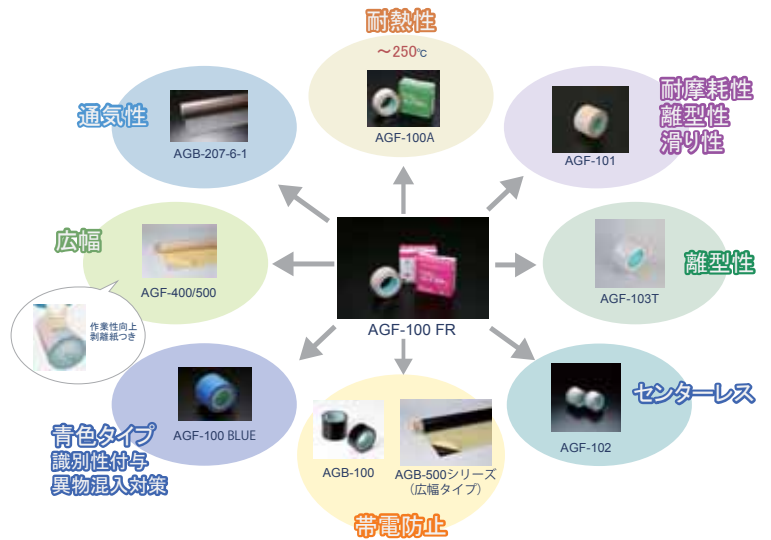 耐熱性
～250℃
AGF-100A
通気性
AGB-207-6-1
耐摩耗性
離型性
滑り性
AGF-101
広幅
AGF-400/500
作業性向上
剥離紙つき
AGF-100 FR
離型性
AGF-103T
青色タイプ
識別性付与
異物混入対策
AGF-100 BLUE
AGB-100
AGB-500シリーズ
（広幅タイプ）
帯電防止
センターレス
AGF-102